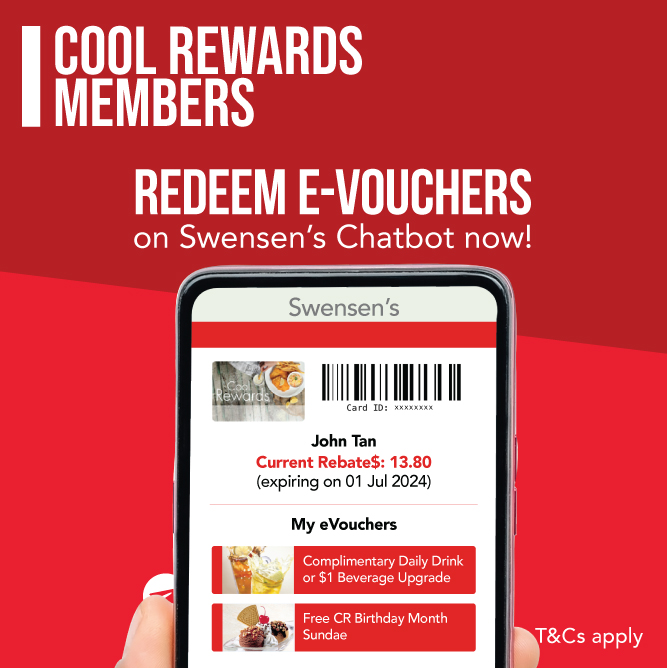 COOL REWARDS
MEMBERS
REDEEM E-VOUCHERS
on Swensen's Chatbot now!
Swensen's
Cool
Rewards
Card ID: xxxxxxxx
John Tan
Current Rebate$: 13.80
(expiring on 01 Jul 2024)
My eVouchers
Complimentary Daily Drink
or $1 Beverage Upgrade
Free CR Birthday Month
Sundae
T&Cs apply